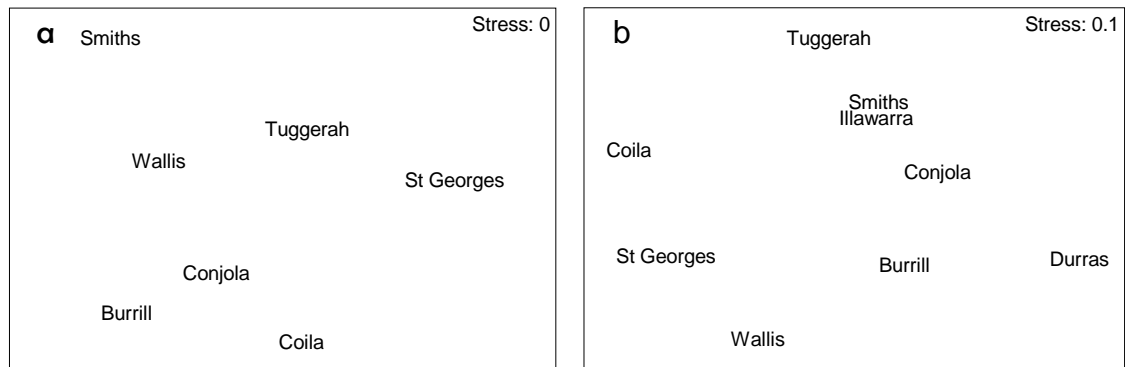 a
Stress: 0
Smiths
Tuggerah
Wallis
St Georges
Conjola
Burrill
Coila
b
Stress: 0.1
Tuggerah
Smiths
Illawarra
Coila
Conjola
St Georges
Burrill
Durras
Wallis